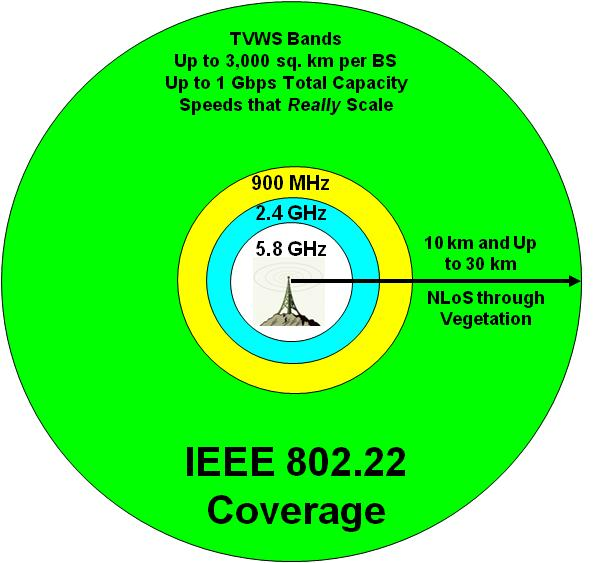 TVWS Bands
Up to 3,000 sq. km per BS
Up to 1 Gbps Total Capacity
Speeds that Really Scale
900 MHz
2.4 GHz
5.8 GHz
10 km and Up
to 30 km
NLoS through
Vegetation
IEEE 802.22
Coverage